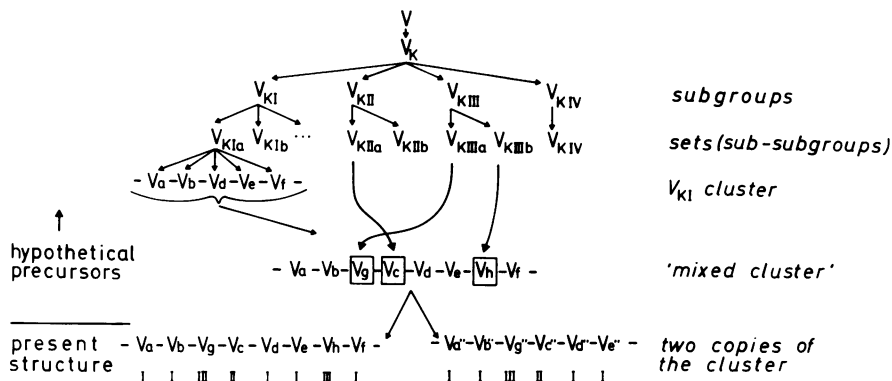 V
VK
VKI VKII VKIII VKIV subgroups
VKIa VKIb ... VKIIa VKIIb VKIIIa VKIIIb VKIV sets (sub-subgroups)
- Va - Vb - Vd - Ve - Vf - VKI cluster
hypothetical
precursors
- Va - Vb - Vg - Vc - Vd - Ve - Vh - Vf - 'mixed cluster'
present
structure
- Va - Vb - Vg - Vc - Vd - Ve - Vh - Vf - - Va'' - Vb'' - Vg'' - Vc'' - Vd'' - Ve'' - two copies of
the cluster
I I III II I I III I I I III II I I